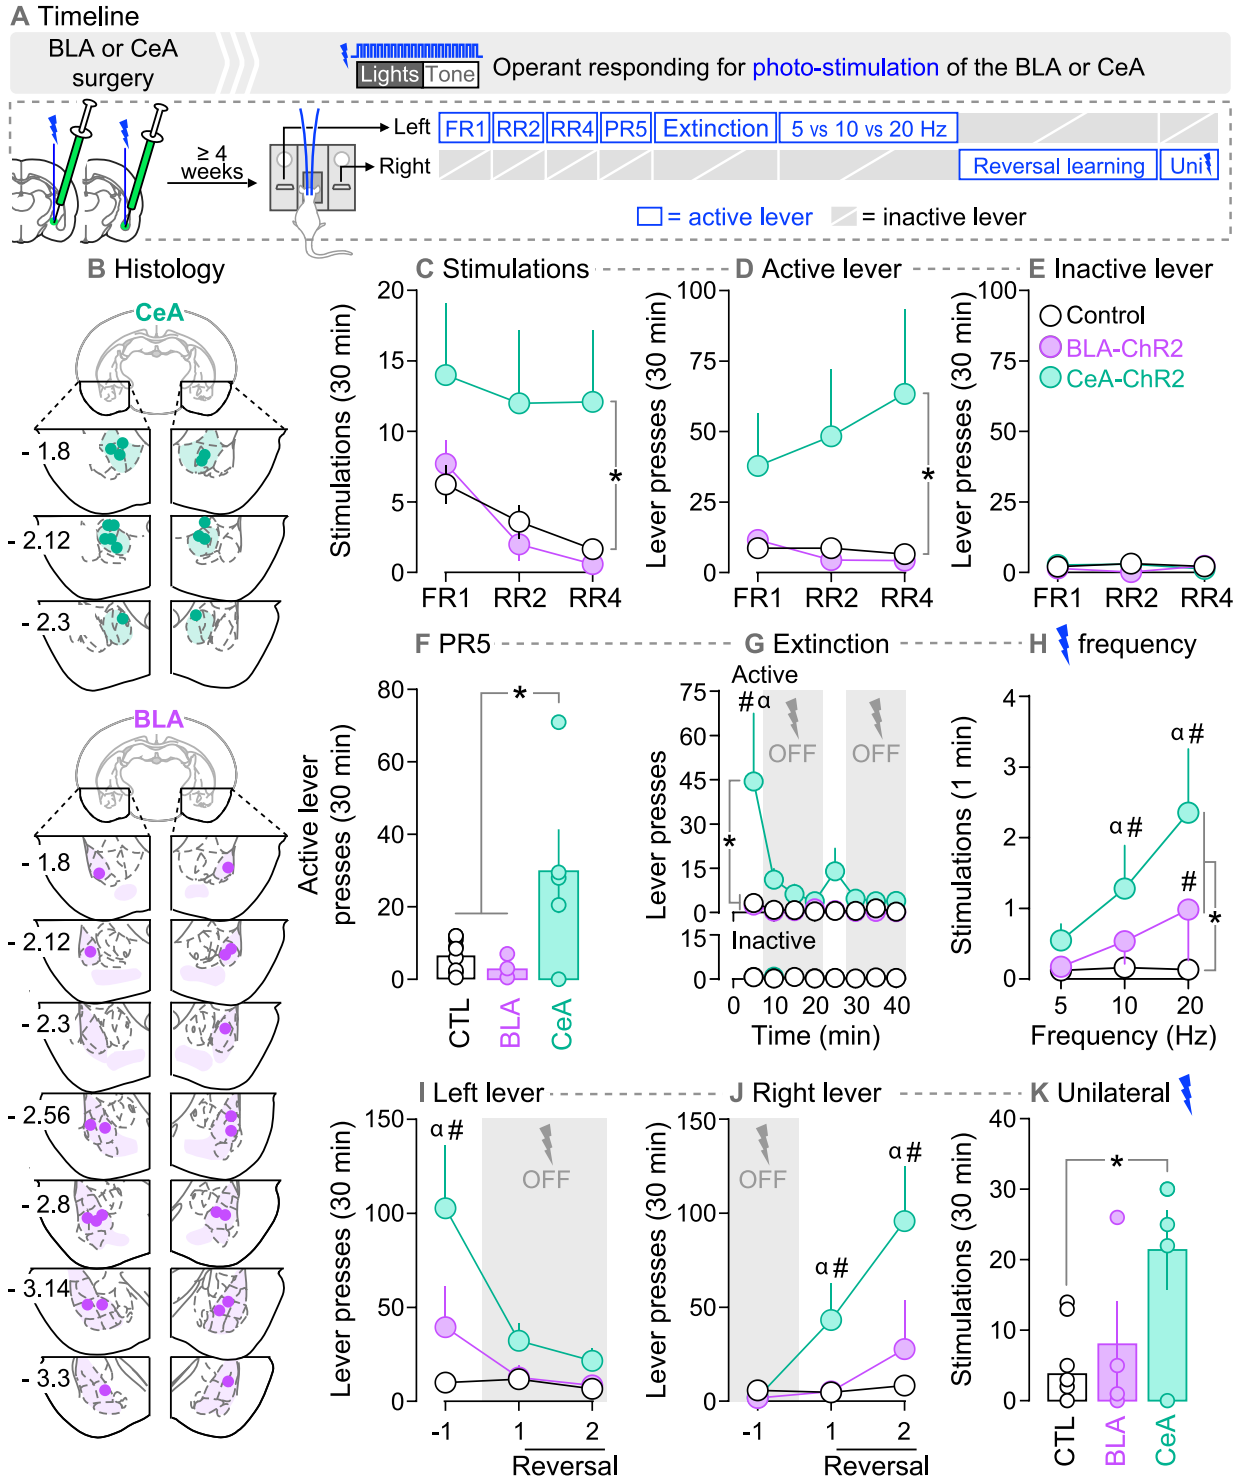 A Timeline
BLA or CeA
surgery
Lights Tone
Operant responding for photo-stimulation of the BLA or CeA
≥ 4
weeks
Left
FR1 RR2 RR4 PR5 Extinction 5 vs 10 vs 20 Hz
Right
Reversal learning Uni
= active lever = inactive lever
B Histology
CeA
- 1.8
- 2.12
- 2.3
BLA
- 1.8
- 2.12
- 2.3
- 2.56
- 2.8
- 3.14
- 3.3
C Stimulations
Stimulations (30 min)
20
15
10
5
0
*
FR1 RR2 RR4
D Active lever
Lever presses (30 min)
100
75
50
25
0
*
FR1 RR2 RR4
E Inactive lever
Lever presses (30 min)
100
75
50
25
0
Control
BLA-ChR2
CeA-ChR2
FR1 RR2 RR4
F PR5
Active lever
presses (30 min)
80
60
40
20
0
*
CTL
BLA
CeA
G Extinction
Active
Lever presses
75
60
45
30
15
0
# α
OFF
OFF
*
Inactive
15
0
0 10 20 30 40
Time (min)
H frequency
Stimulations (1 min)
4
3
2
1
0
α #
α #
#
*
5 10 20
Frequency (Hz)
I Left lever
Lever presses (30 min)
150
100
50
0
α #
OFF
-1 1 2
Reversal
J Right lever
Lever presses (30 min)
150
100
50
0
OFF
α #
α #
-1 1 2
Reversal
K Unilateral
Stimulations (30 min)
40
30
20
10
0
*
CTL
BLA
CeA